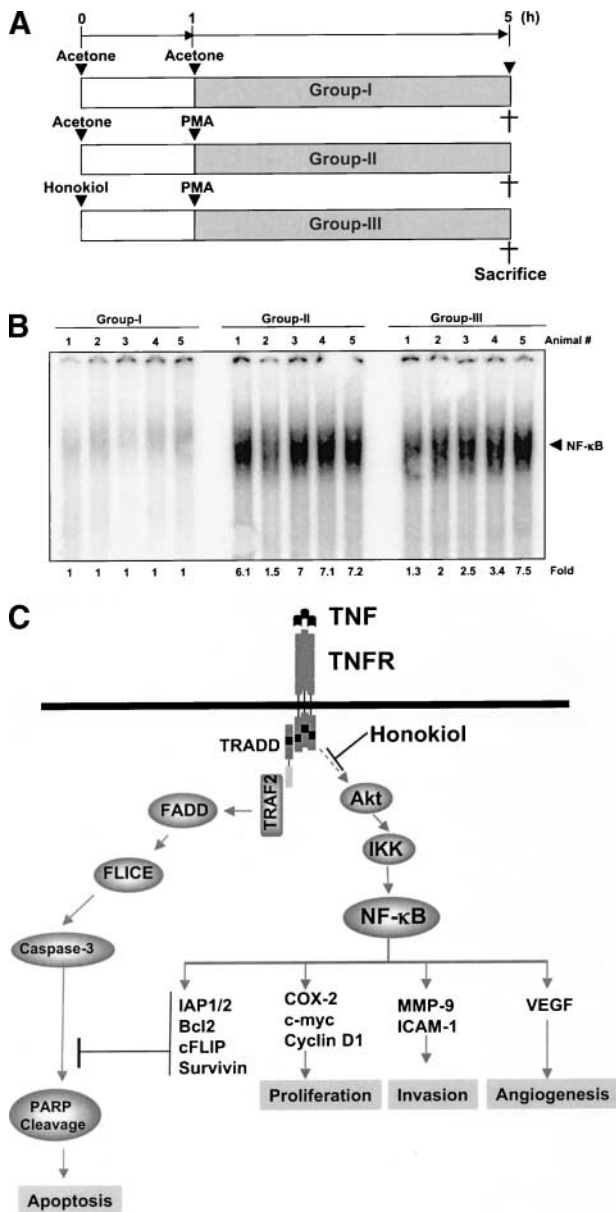 A
0 1 5 (h)
Acetone Acetone
Group-I
Acetone PMA
Group-II
Honokiol PMA
Group-III
Sacrifice
B
Group-I Group-II Group-III
1 2 3 4 5 1 2 3 4 5 1 2 3 4 5 Animal #
NF-κB
1 1 1 1 1 6.1 1.5 7 7.1 7.2 1.3 2 2.5 3.4 7.5 Fold
C
TNF
TNFR
TRADD
Honokiol
TRAF2
FADD
Akt
FLICE
IKK
NF-κB
Caspase-3
IAP1/2
Bcl2
cFLIP
Survivin
COX-2
c-myc
Cyclin D1
MMP-9
ICAM-1
VEGF
Proliferation
Invasion
Angiogenesis
PARP
Cleavage
Apoptosis